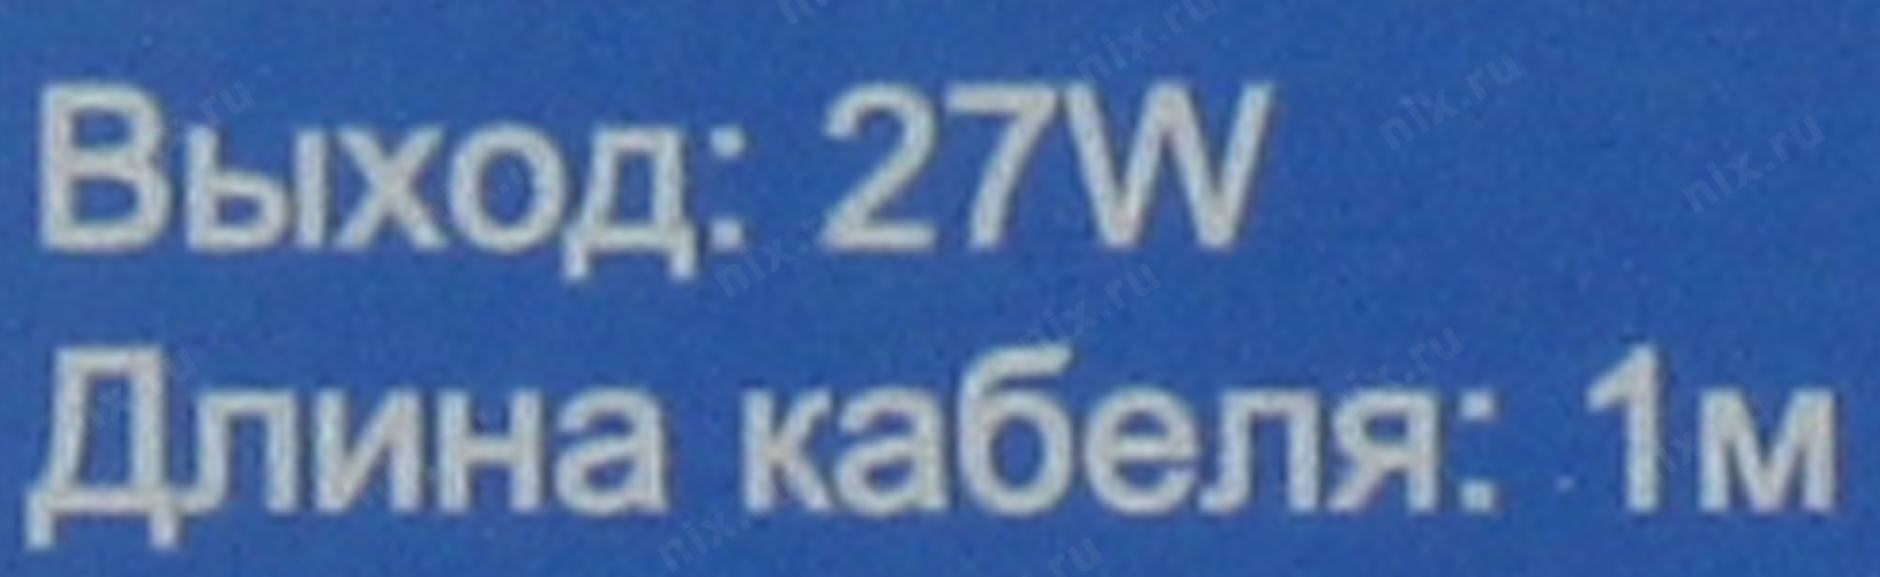 Выход: 27W
Длина кабеля: 1м